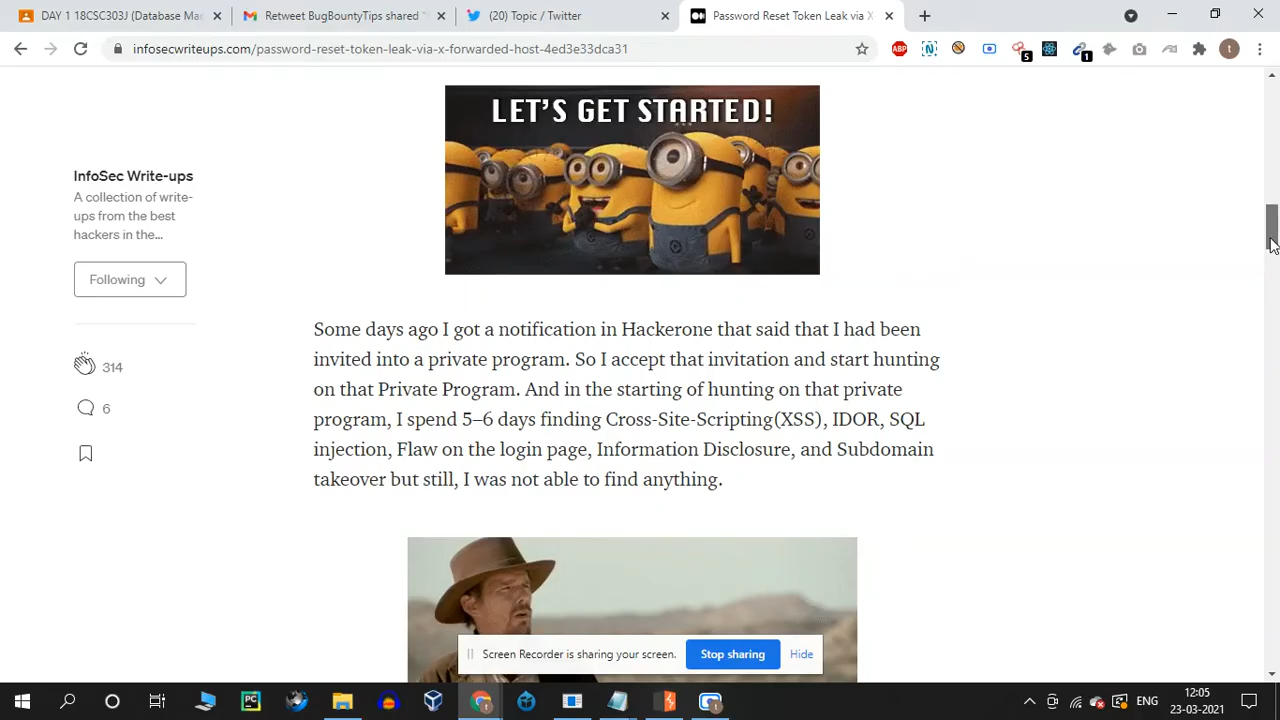 DAY 1 18CSC303J (Database Mar
Retweet BugBountyTips shared
(20) Topic / Twitter
Password Reset Token Leak via X
infosecwriteups.com/password-reset-token-leak-via-x-forwarded-host-4ed3e33dca31
ABP
5
1
t
LET'S GET STARTED!
InfoSec Write-ups
A collection of write-
ups from the best
hackers in the...
Following
314
6
Some days ago I got a notification in Hackerone that said that I had been
invited into a private program. So I accept that invitation and start hunting
on that Private Program. And in the starting of hunting on that private
program, I spend 5–6 days finding Cross-Site-Scripting(XSS), IDOR, SQL
injection, Flaw on the login page, Information Disclosure, and Subdomain
takeover but still, I was not able to find anything.
Screen Recorder is sharing your screen.
Stop sharing
Hide
PC
ENG
12:05
23-03-2021